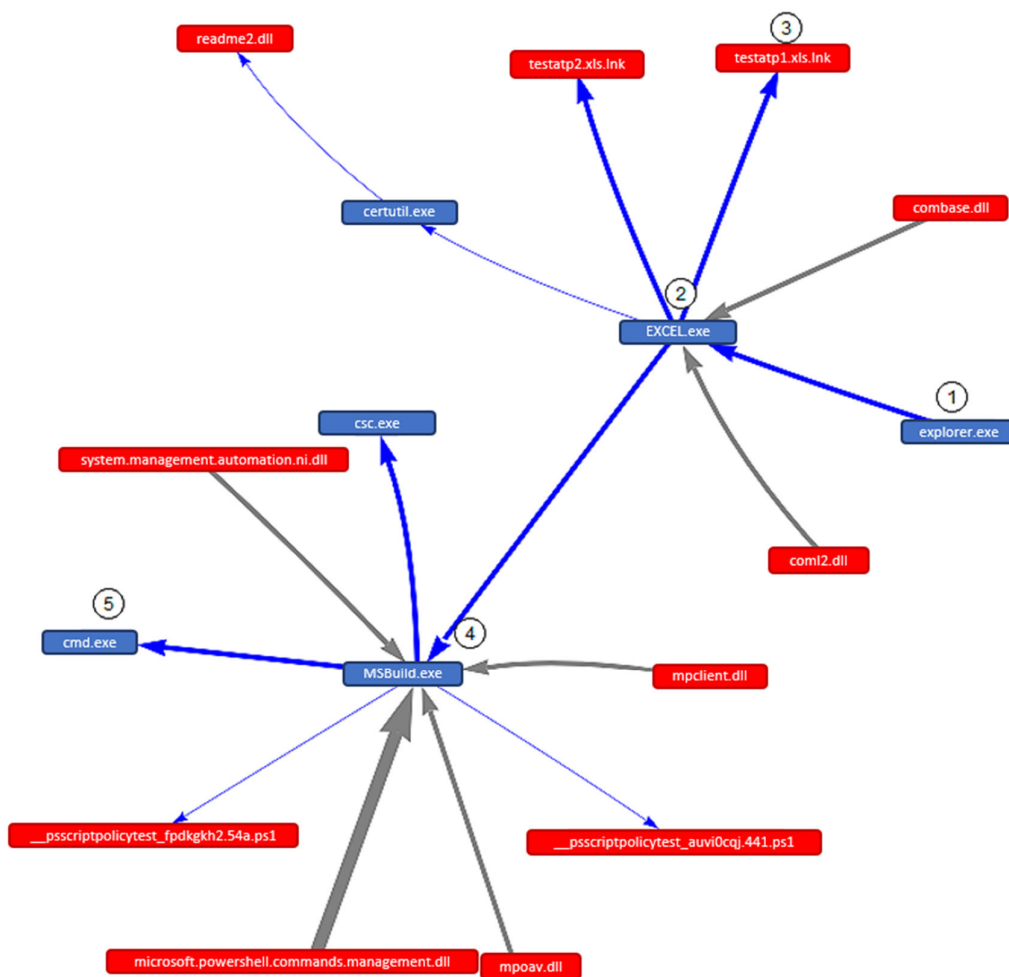 readme2.dll
3
testatp2.xls.lnk
testatp1.xls.lnk
certutil.exe
combase.dll
2
EXCEL.exe
1
explorer.exe
csc.exe
system.management.automation.ni.dll
coml2.dll
5
cmd.exe
4
MSBuild.exe
mpclient.dll
__psscriptpolicytest_fpdkgkh2.54a.ps1
__psscriptpolicytest_auvi0cqj.441.ps1
microsoft.powershell.commands.management.dll
mpoav.dll